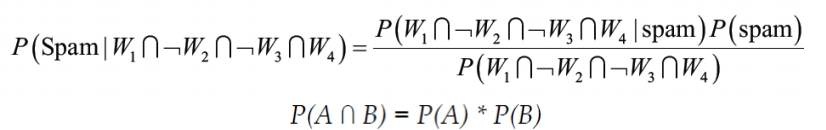 P(Spam|W₁⋂¬W₂⋂¬W₃⋂W₄) = P(W₁⋂¬W₂⋂¬W₃⋂W₄|spam)P(spam) / P(W₁⋂¬W₂⋂¬W₃⋂W₄)
P(A ∩ B) = P(A) * P(B)